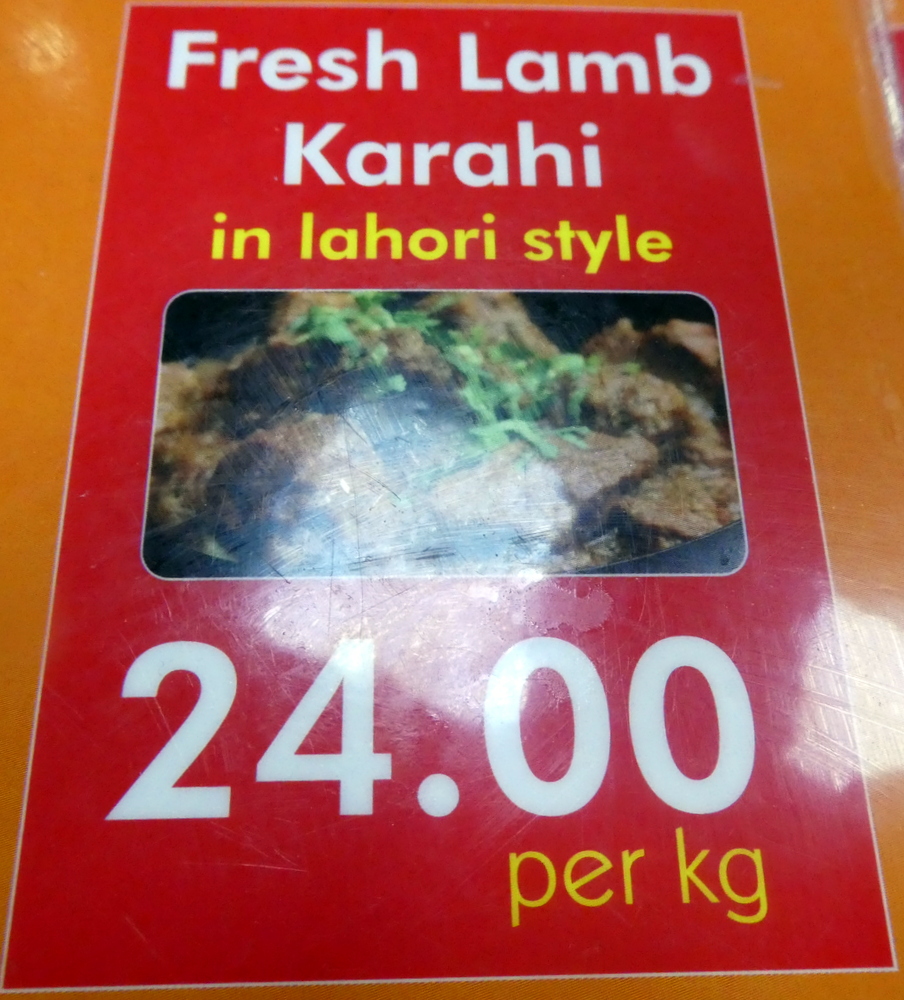 Fresh Lamb
Karahi
in lahori style
24.00
per kg